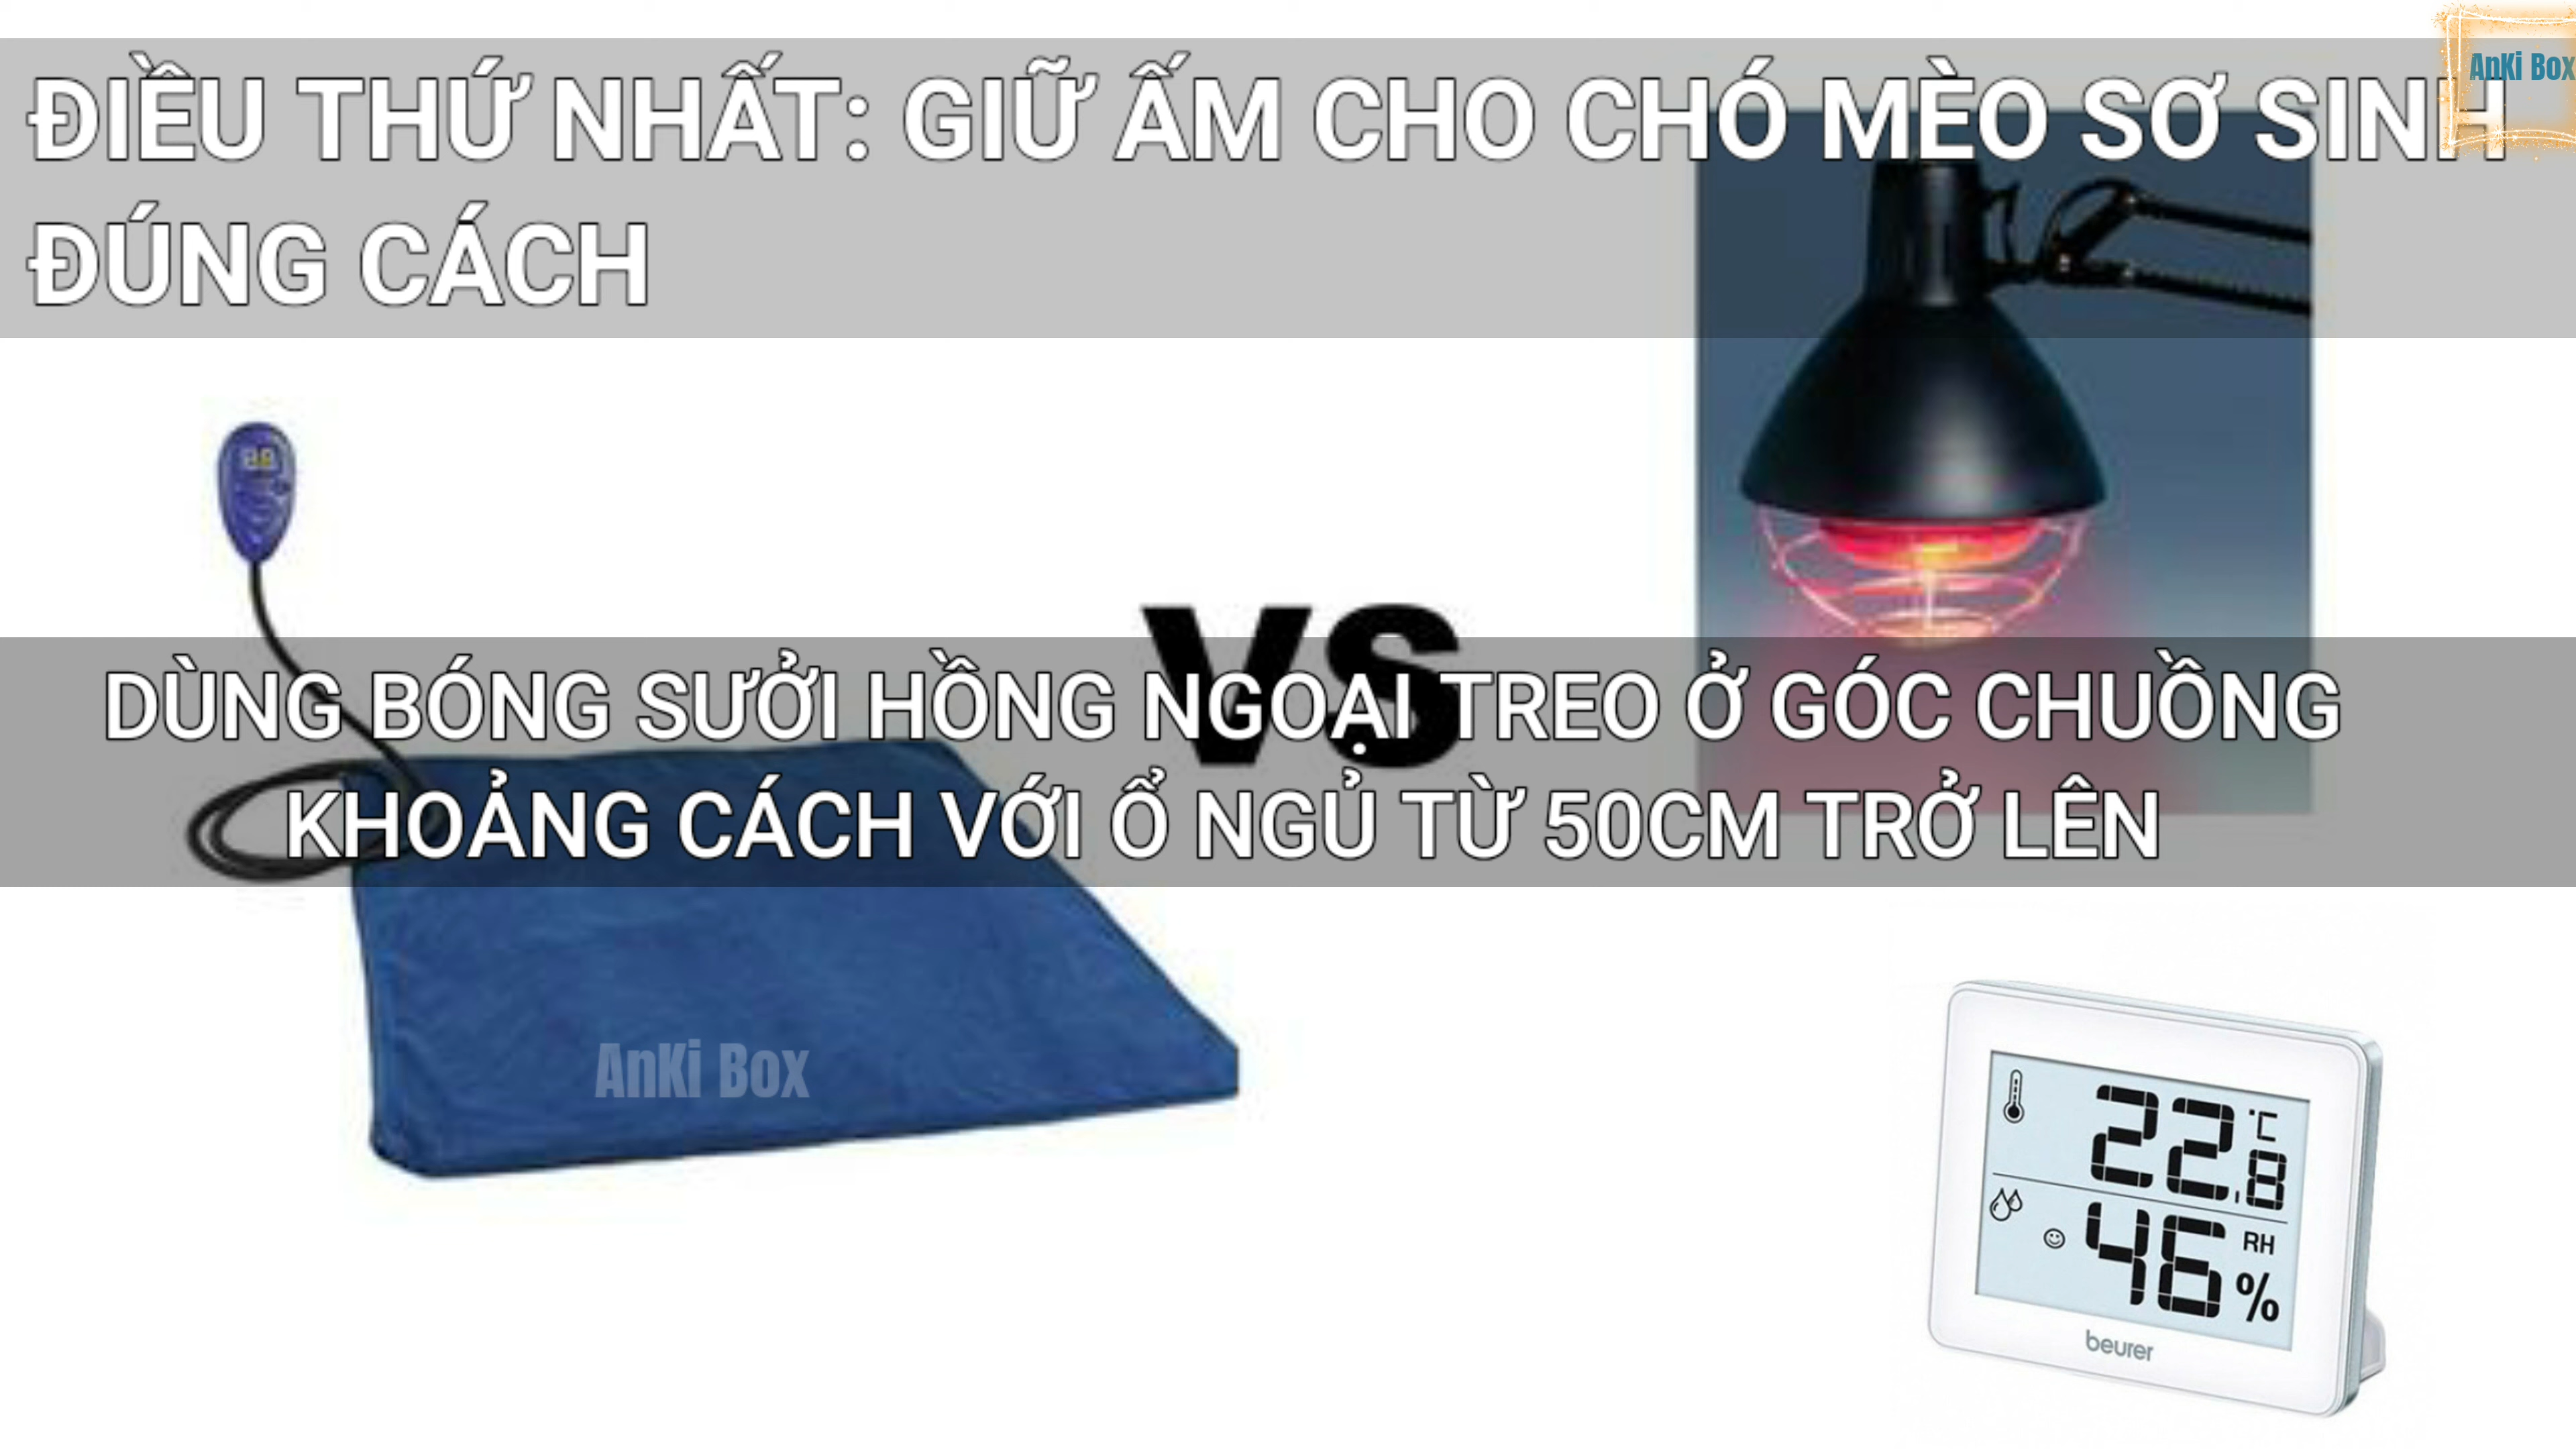 AnKi Box
ĐIỀU THỨ NHẤT: GIỮ ẤM CHO CHÓ MÈO SƠ SINH
ĐÚNG CÁCH
VS
DÙNG BÓNG SƯỞI HỒNG NGOẠI TREO Ở GÓC CHUỒNG
KHOẢNG CÁCH VỚI Ổ NGỦ TỪ 50CM TRỞ LÊN
AnKi Box
22.8 °C
46 RH %
beurer